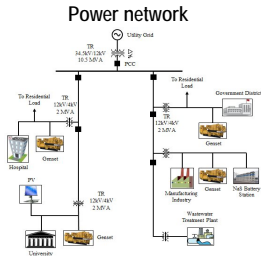 Power network
Utility Grid
TR
34.5kV/12kV
10.5 MVA
PCC
To Residential
Load
TR
12kV/4kV
2 MVA
Hospital
Genset
PV
TR
12kV/4kV
2 MVA
University
Genset
To Residential
Load
Government District
TR
12kV/4kV
2 MVA
Genset
Manufacturing
Industry
Genset
NaS Battery
Station
Wastewater
Treatment Plant